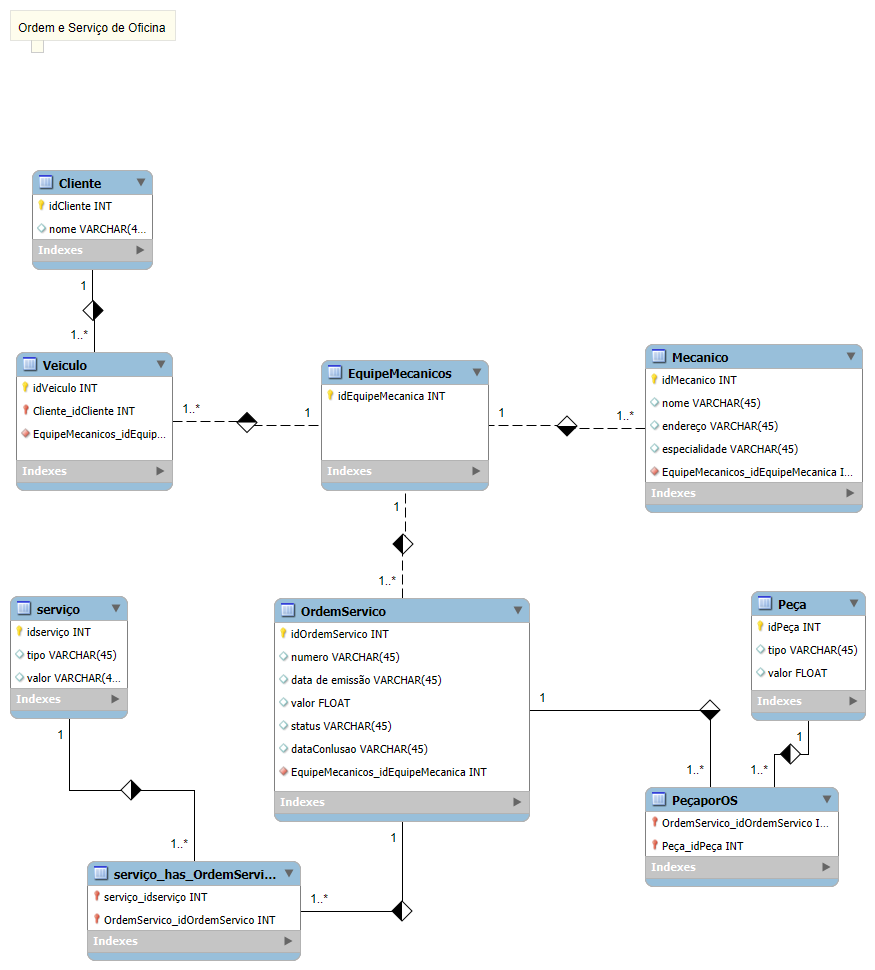 Ordem e Serviço de Oficina
Cliente
idCliente INT
nome VARCHAR(4...
Indexes
1
1..*
Veiculo
idVeiculo INT
Cliente_idCliente INT
EquipeMecanicos_idEquip...
Indexes
1..*
1
EquipeMecanicos
idEquipeMecanica INT
Indexes
1
1..*
Mecanico
idMecanico INT
nome VARCHAR(45)
endereço VARCHAR(45)
especialidade VARCHAR(45)
EquipeMecanicos_idEquipeMecanica I...
Indexes
1
1..*
serviço
idserviço INT
tipo VARCHAR(45)
valor VARCHAR(4...
Indexes
1
1..*
OrdemServico
idOrdemServico INT
numero VARCHAR(45)
data de emissão VARCHAR(45)
valor FLOAT
status VARCHAR(45)
dataConlusao VARCHAR(45)
EquipeMecanicos_idEquipeMecanica INT
Indexes
1
1..*
Peça
idPeça INT
tipo VARCHAR(45)
valor FLOAT
Indexes
1
1..*
PeçaporOS
OrdemServico_idOrdemServico I...
Peça_idPeça INT
Indexes
serviço_has_OrdemServi...
serviço_idserviço INT
OrdemServico_idOrdemServico INT
Indexes
1..*
1